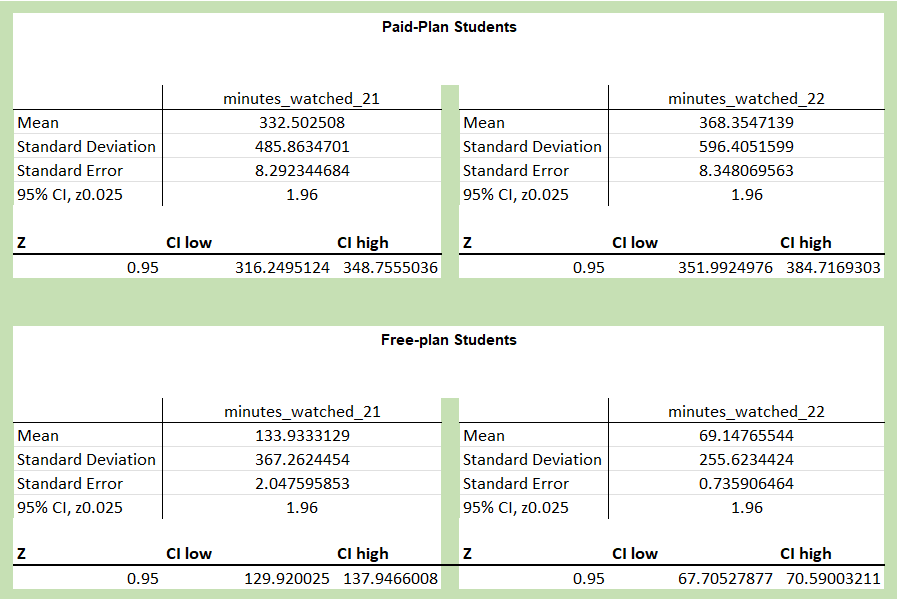 Paid-Plan Students
minutes_watched_21 minutes_watched_22
Mean 332.502508 Mean 368.3547139
Standard Deviation 485.8634701 Standard Deviation 596.4051599
Standard Error 8.292344684 Standard Error 8.348069563
95% CI, z0.025 1.96 95% CI, z0.025 1.96
Z CI low CI high Z CI low CI high
0.95 316.2495124 348.7555036 0.95 351.9924976 384.7169303
Free-plan Students
minutes_watched_21 minutes_watched_22
Mean 133.9333129 Mean 69.14765544
Standard Deviation 367.2624454 Standard Deviation 255.6234424
Standard Error 2.047595853 Standard Error 0.735906464
95% CI, z0.025 1.96 95% CI, z0.025 1.96
Z CI low CI high Z CI low CI high
0.95 129.920025 137.9466008 0.95 67.70527877 70.59003211